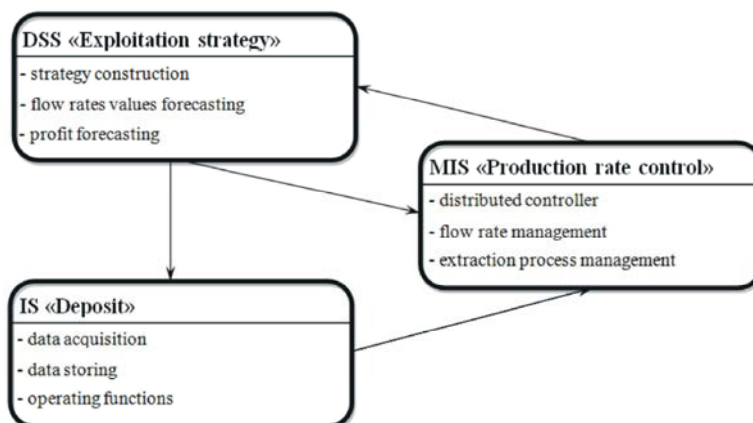 DSS «Exploitation strategy»
- strategy construction
- flow rates values forecasting
- profit forecasting
MIS «Production rate control»
- distributed controller
- flow rate management
- extraction process management
IS «Deposit»
- data acquisition
- data storing
- operating functions